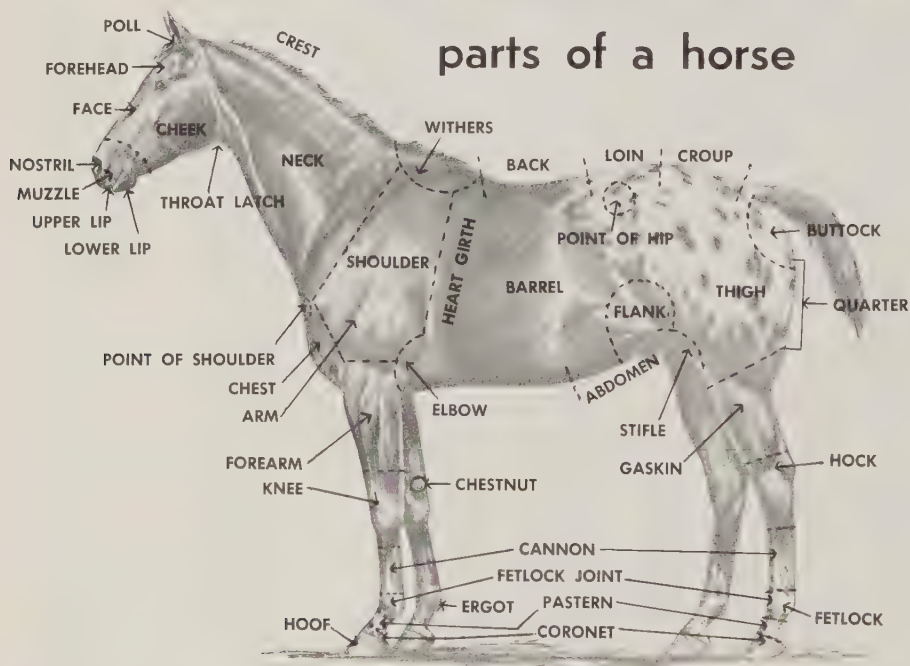 parts of a horse
POLL
CREST
FOREHEAD
FACE
CHEEK
NOSTRIL
MUZZLE
UPPER LIP
LOWER LIP
THROAT LATCH
NECK
WITHERS
BACK
LOIN
CROUP
POINT OF HIP
BUTTOCK
SHOULDER
HEART GIRTH
BARREL
FLANK
THIGH
QUARTER
POINT OF SHOULDER
CHEST
ARM
ELBOW
ABDOMEN
STIFLE
GASKIN
HOCK
FOREARM
KNEE
CHESTNUT
CANNON
FETLOCK JOINT
ERGOT
PASTERN
FETLOCK
HOOF
CORONET